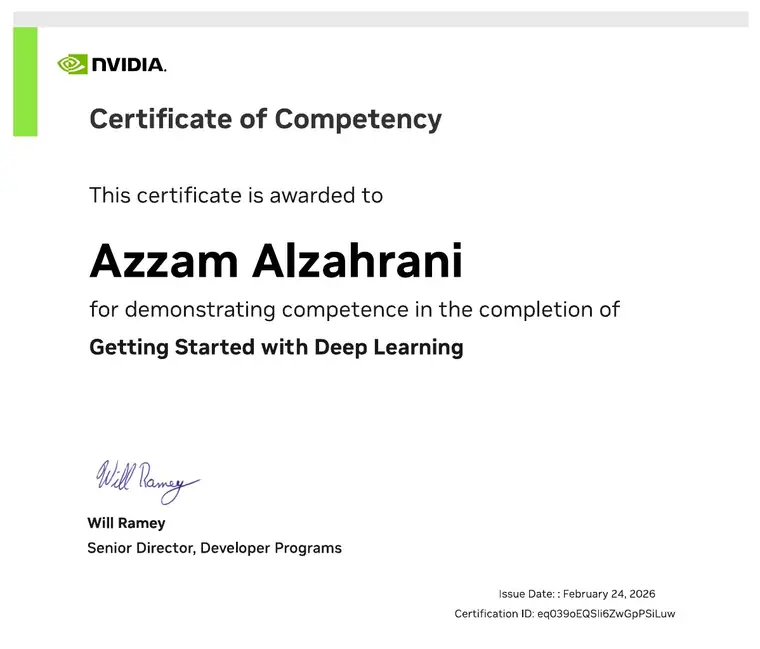 NVIDIA.
Certificate of Competency
This certificate is awarded to
Azzam Alzahrani
for demonstrating competence in the completion of
Getting Started with Deep Learning
Will Ramey
Will Ramey
Senior Director, Developer Programs
Issue Date: : February 24, 2026
Certification ID: eq039oEQSIi6ZwGpPSiLuw